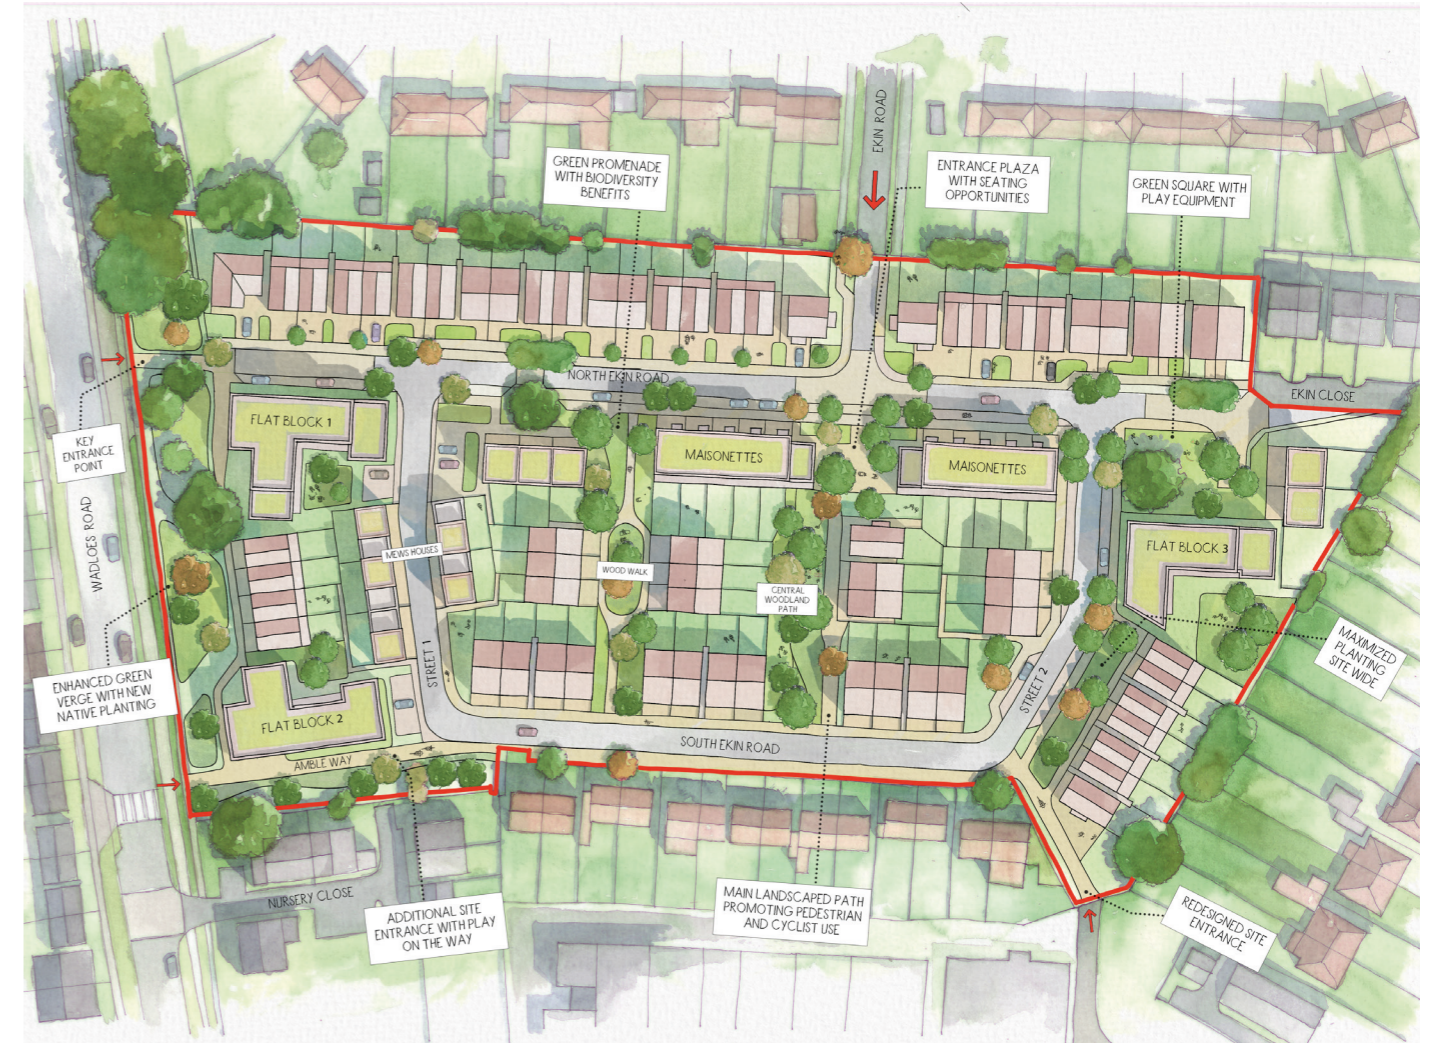 EKIN ROAD
GREEN PROMENADE
WITH BIODIVERSITY
BENEFITS
ENTRANCE PLAZA
WITH SEATING
OPPORTUNITIES
GREEN SQUARE WITH
PLAY EQUIPMENT
NORTH EKIN ROAD
EKIN CLOSE
FLAT BLOCK 1
KEY
ENTRANCE
POINT
MAISONETTES
MAISONETTES
WADLOES ROAD
MEWS HOUSES
WOOD WALK
CENTRAL
WOODLAND
PATH
FLAT BLOCK 3
MAXIMIZED
PLANTING
SITE WIDE
ENHANCED GREEN
VERGE WITH NEW
NATIVE PLANTING
STREET 1
STREET 2
FLAT BLOCK 2
SOUTH EKIN ROAD
AMBLE WAY
NURSERY CLOSE
ADDITIONAL SITE
ENTRANCE WITH PLAY
ON THE WAY
MAIN LANDSCAPED PATH
PROMOTING PEDESTRIAN
AND CYCLIST USE
REDESIGNED SITE
ENTRANCE